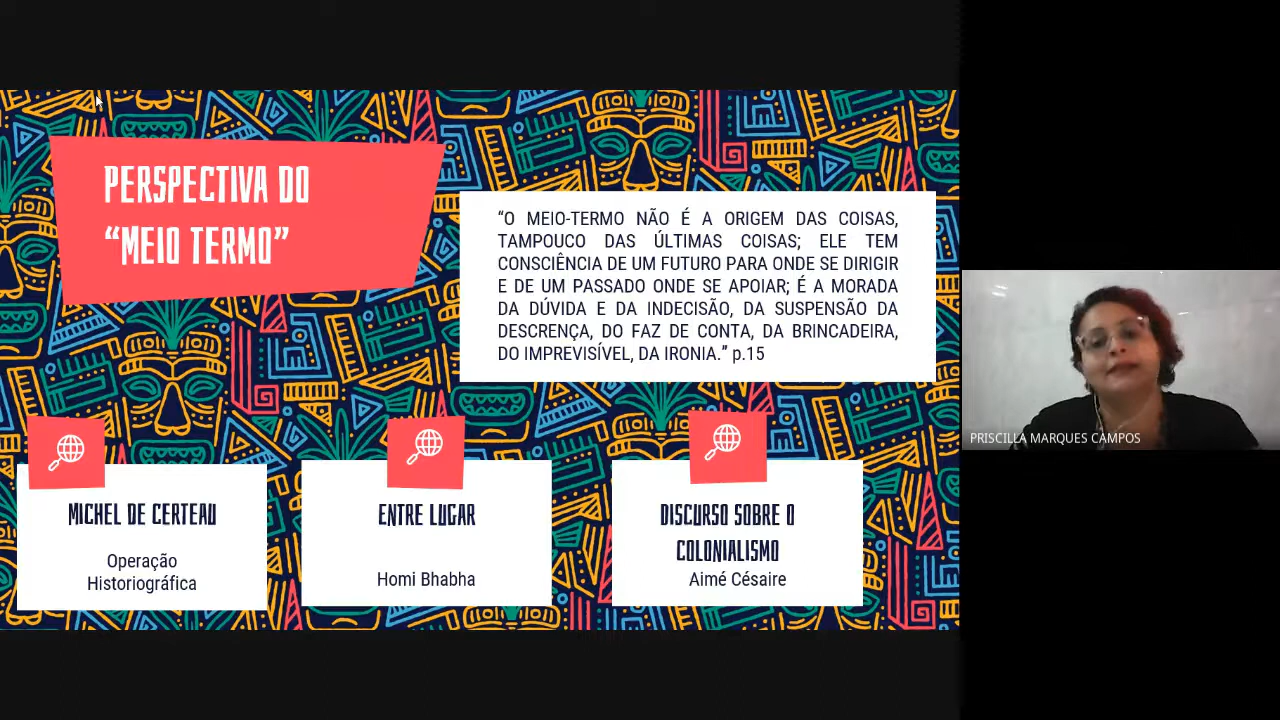 PERSPECTIVA DO
“MEIO TERMO”
“O MEIO-TERMO NÃO É A ORIGEM DAS COISAS,
TAMPOUCO DAS ÚLTIMAS COISAS; ELE TEM
CONSCIÊNCIA DE UM FUTURO PARA ONDE SE DIRIGIR
E DE UM PASSADO ONDE SE APOIAR; É A MORADA
DA DÚVIDA E DA INDECISÃO, DA SUSPENSÃO DA
DESCRENÇA, DO FAZ DE CONTA, DA BRINCADEIRA,
DO IMPREVISÍVEL, DA IRONIA.” p.15
MICHEL DE CERTEAU
Operação
Historiográfica
ENTRE LUGAR
Homi Bhabha
DISCURSO SOBRE O
COLONIALISMO
Aimé Césaire
PRISCILLA MARQUES CAMPOS